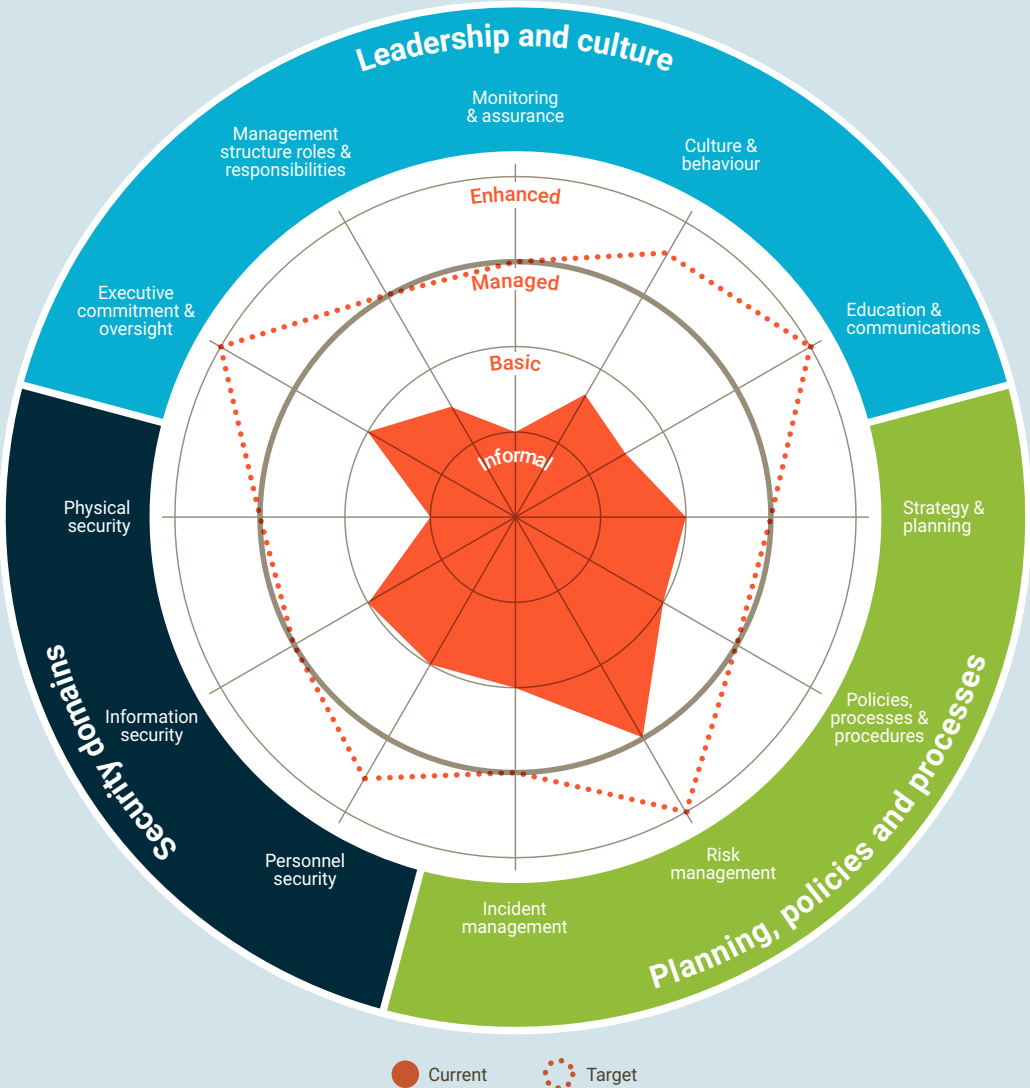 Leadership and culture
Monitoring
& assurance
Management
structure roles &
responsibilities
Culture &
behaviour
Executive
commitment &
oversight
Education &
communications
Enhanced
Managed
Basic
Informal
Physical
security
Strategy &
planning
Information
security
Policies,
processes &
procedures
Personnel
security
Risk
management
Incident
management
Security domains
Planning, policies and processes
Current
Target